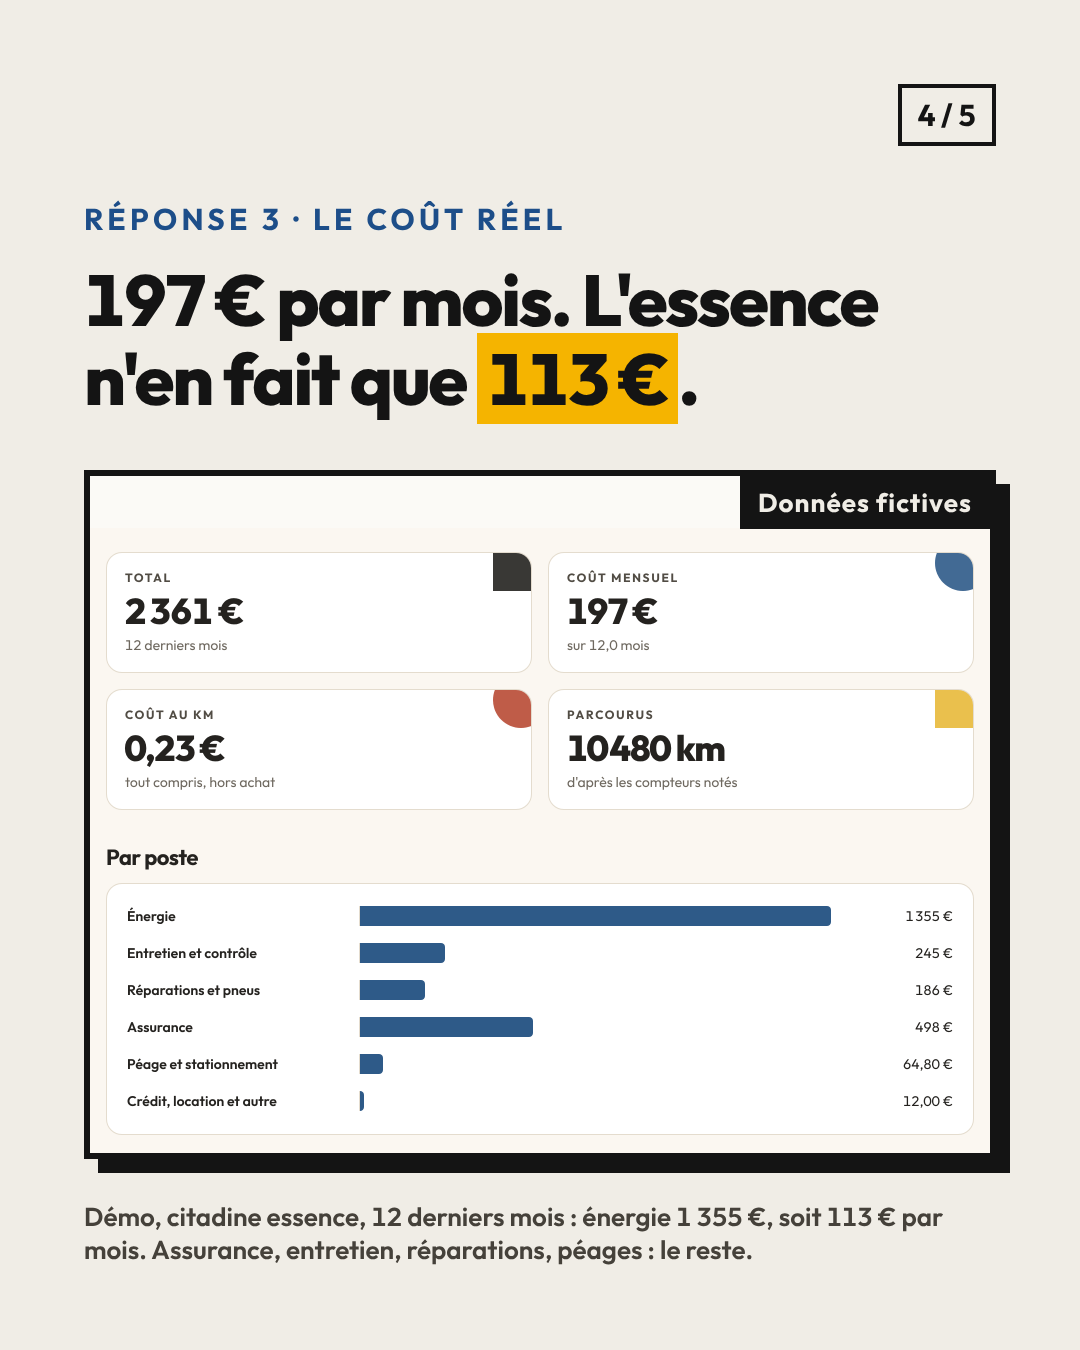 4 / 5
RÉPONSE 3 · LE COÛT RÉEL
197 € par mois. L'essence
n'en fait que 113 €.
Données fictives
TOTAL
2 361 €
12 derniers mois
COÛT MENSUEL
197 €
sur 12,0 mois
COÛT AU KM
0,23 €
tout compris, hors achat
PARCOURUS
10480 km
d'après les compteurs notés
Par poste
Énergie 1 355 €
Entretien et contrôle 245 €
Réparations et pneus 186 €
Assurance 498 €
Péage et stationnement 64,80 €
Crédit, location et autre 12,00 €
Démo, citadine essence, 12 derniers mois : énergie 1 355 €, soit 113 € par
mois. Assurance, entretien, réparations, péages : le reste.